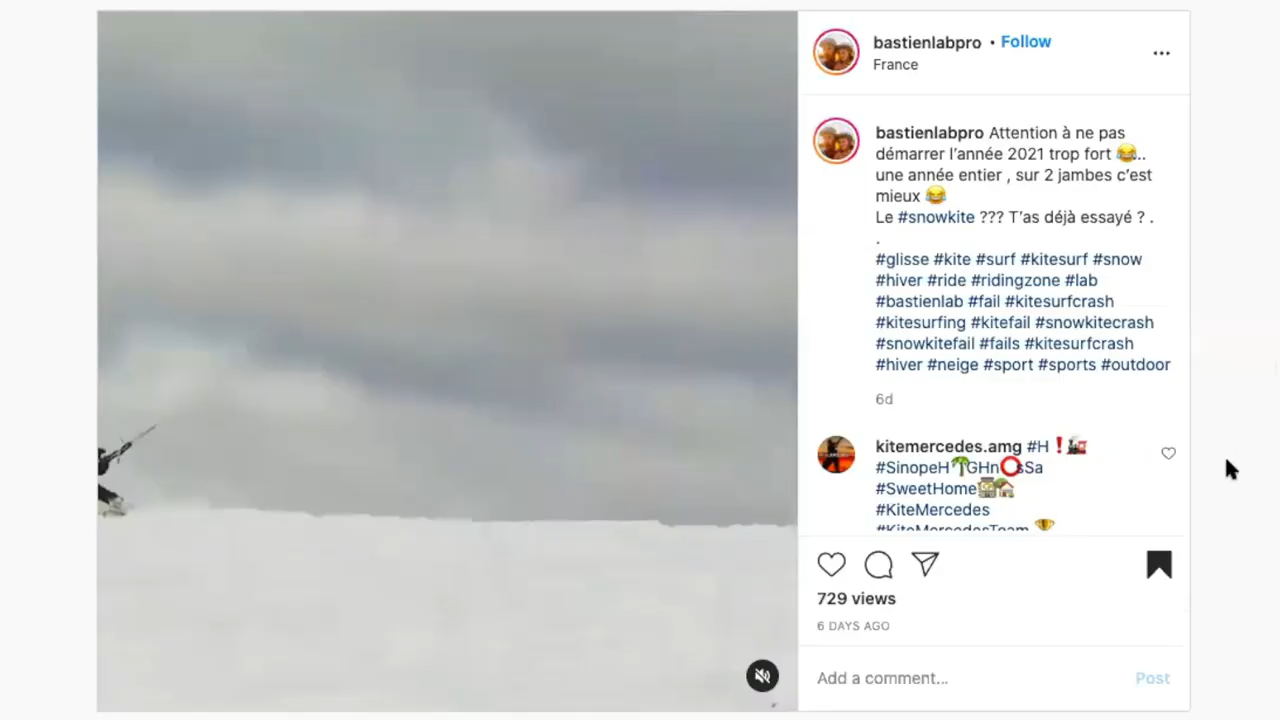 bastienlabpro • Follow
France
bastienlabpro Attention à ne pas
démarrer l'année 2021 trop fort 😂..
une année entier , sur 2 jambes c'est
mieux 😂
Le #snowkite ??? T'as déjà essayé ? .
.
#glisse #kite #surf #kitesurf #snow
#hiver #ride #ridingzone #lab
#bastienlab #fail #kitesurfcrash
#kitesurfing #kitefail #snowkitecrash
#snowkitefail #fails #kitesurfcrash
#hiver #neige #sport #sports #outdoor
6d
kitemercedes.amg #H❗🚂
#SinopeH🌴GHn⭕sSa
#SweetHome🏫🏡
#KiteMercedes
#KiteMercedesTeam 🏆
729 views
6 DAYS AGO
Add a comment...
Post